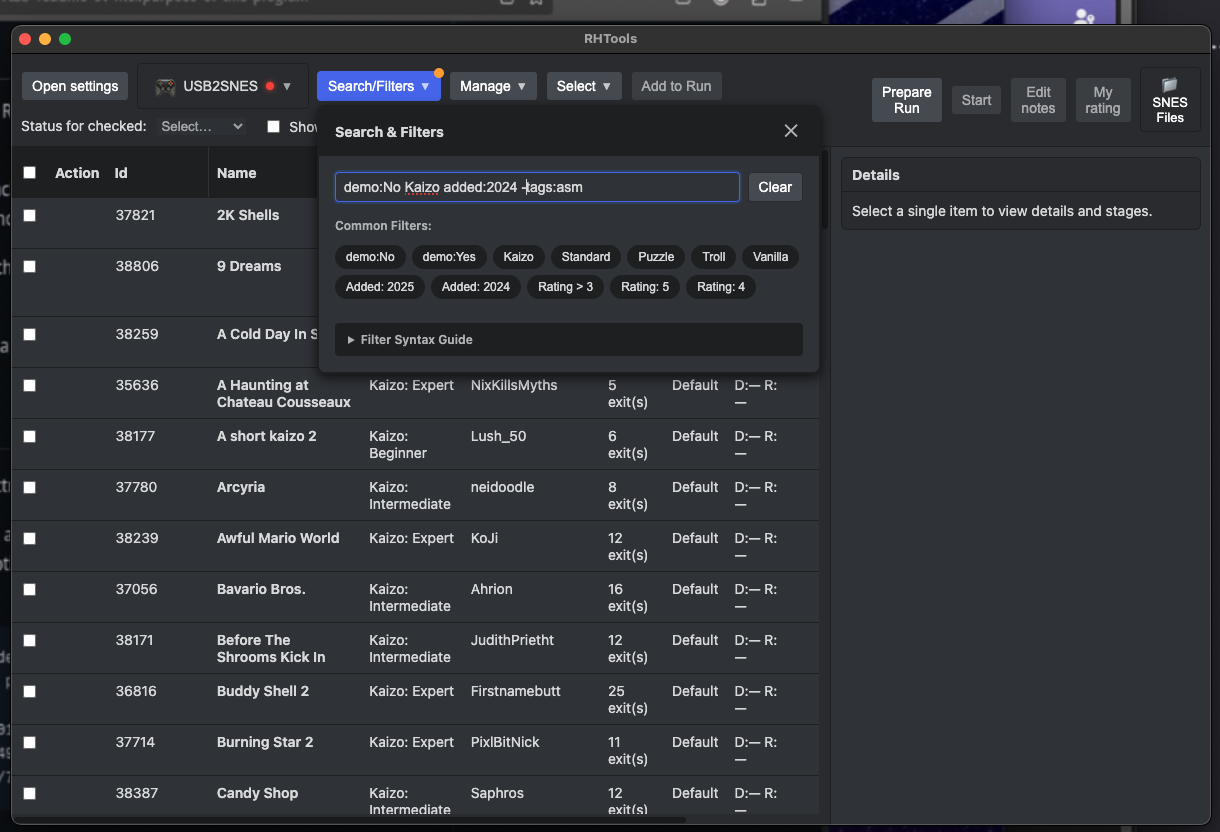 RHTools
Open settings
USB2SNES ▼
Search/Filters ▼
Manage ▼
Select ▼
Add to Run
Prepare
Run
Start
Edit
notes
My
rating
SNES
Files
Status for checked:
Select...
Search & Filters
demo:No Kaizo added:2024 -tags:asm
Clear
Common Filters:
demo:No demo:Yes Kaizo Standard Puzzle Troll Vanilla
Added: 2025 Added: 2024 Rating > 3 Rating: 5 Rating: 4
▶ Filter Syntax Guide
Details
Select a single item to view details and stages.
Action Id Name
37821 2K Shells
38806 9 Dreams
38259 A Cold Day In
35636 A Haunting at Kaizo: Expert NixKillsMyths 5 Default D:— R:
Chateau Cousseaux exit(s) —
38177 A short kaizo 2 Kaizo: Lush_50 6 Default D:— R:
Beginner exit(s) —
37780 Arcyria Kaizo: neidoodle 8 Default D:— R:
Intermediate exit(s) —
38239 Awful Mario World Kaizo: Expert KoJi 12 Default D:— R:
exit(s) —
37056 Bavario Bros. Kaizo: Ahrion 16 Default D:— R:
Intermediate exit(s) —
38171 Before The Kaizo: JudithPrietht 12 Default D:— R:
Shrooms Kick In Intermediate exit(s) —
36816 Buddy Shell 2 Kaizo: Expert Firstnamebutt 25 Default D:— R:
exit(s) —
37714 Burning Star 2 Kaizo: Expert PixlBitNick 11 Default D:— R:
exit(s) —
38387 Candy Shop Kaizo: Saphros 12 Default D:— R:
Intermediate exit(s) —